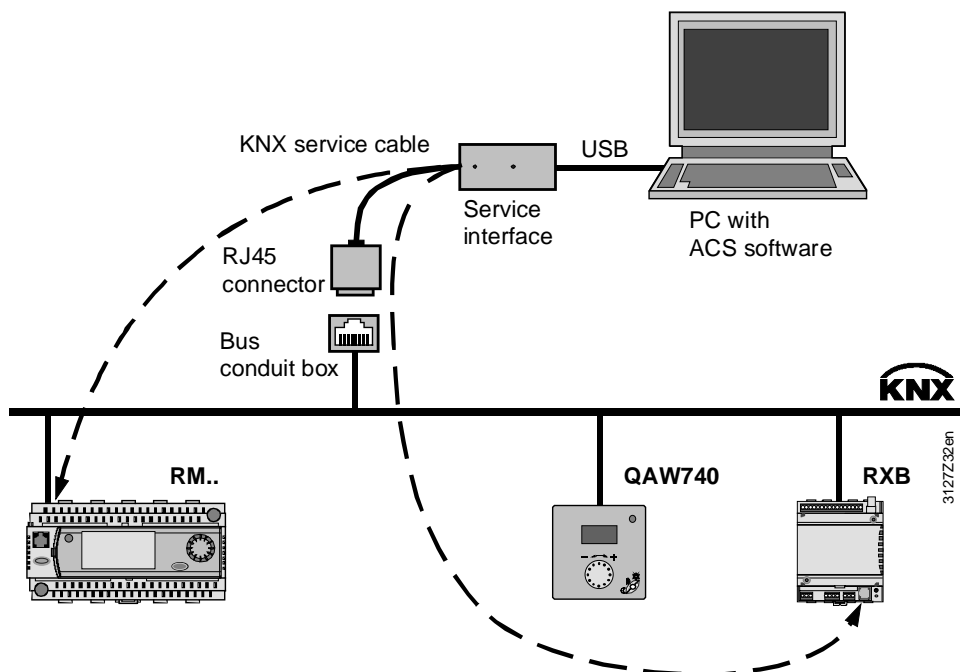 KNX service cable
USB
Service
interface
PC with
ACS software
RJ45
connector
Bus
conduit box
KNX
RM..
QAW740
RXB
3127Z32en
- +